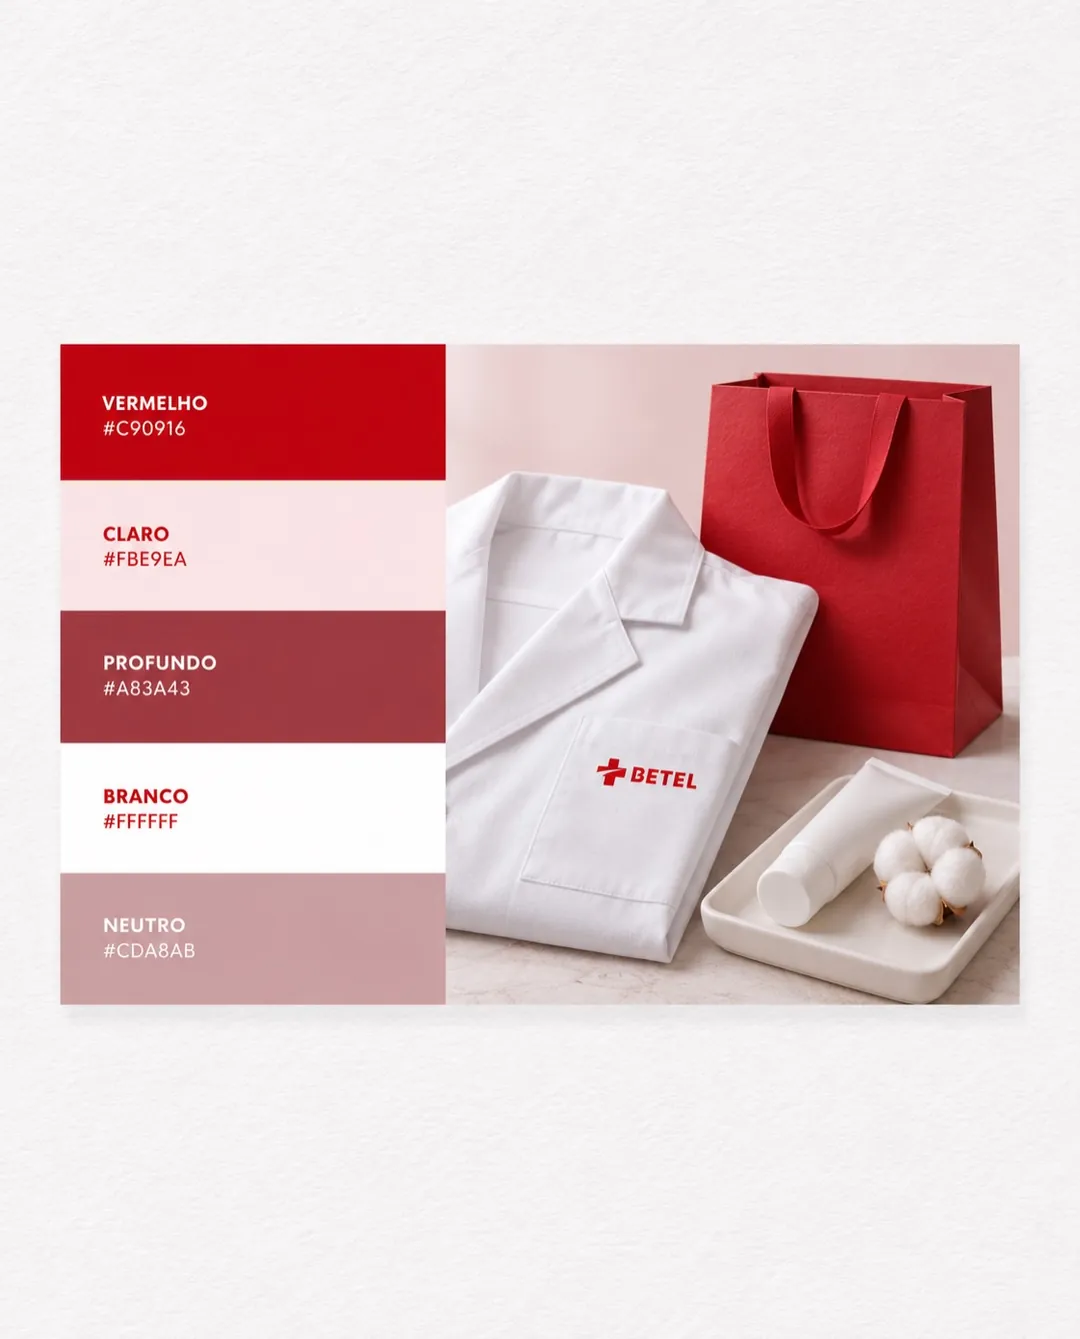 VERMELHO
#C90916
CLARO
#FBE9EA
PROFUNDO
#A83A43
BRANCO
#FFFFFF
NEUTRO
#CDA8AB
BETEL